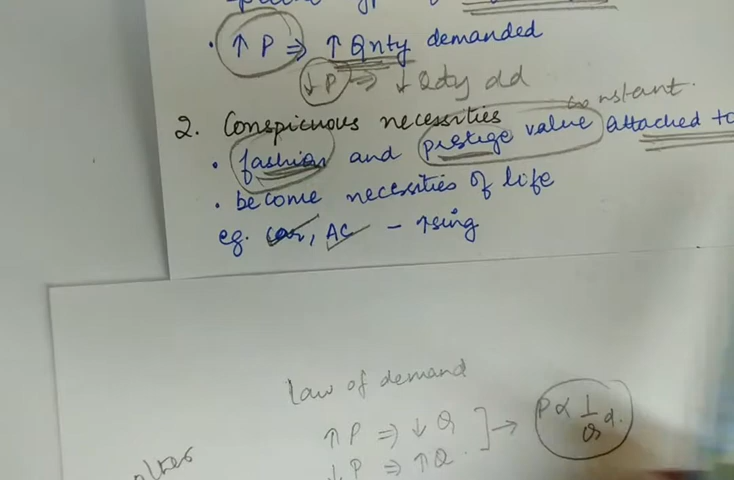 • ↑ P ⇒ ↑ Qnty demanded
↓ P ⇒ ↓ Qdy dd
constant.
2. Conspicuous necessities
• fashion and prestige value attached to
• become necessities of life
eg. car, AC – ↑sing
Law of demand
↑ P ⇒ ↓ Q
↓ P ⇒ ↑ Q.
P ∝ 1/Qd.